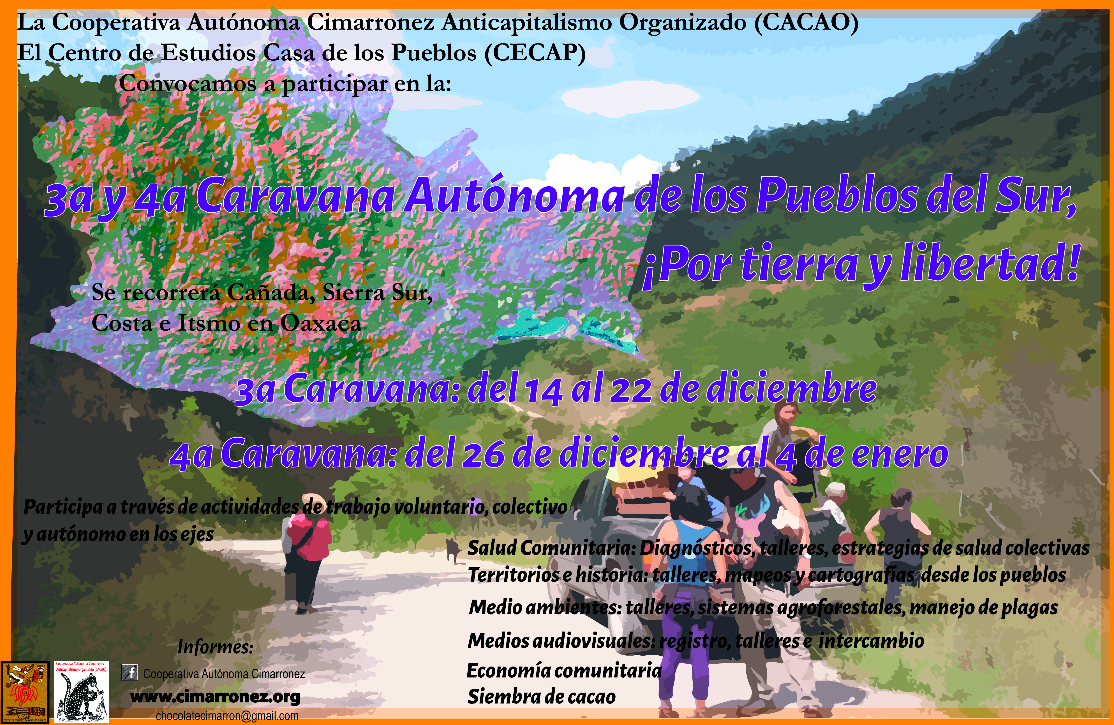 La Cooperativa Autónoma Cimarronez Anticapitalismo Organizado (CACAO)
El Centro de Estudios Casa de los Pueblos (CECAP)
Convocamos a participar en la:
3a y 4a Caravana Autónoma de los Pueblos del Sur,
¡Por tierra y libertad!
Se recorrerá Cañada, Sierra Sur,
Costa e Itsmo en Oaxaca
3a Caravana: del 14 al 22 de diciembre
4a Caravana: del 26 de diciembre al 4 de enero
Participa a través de actividades de trabajo voluntario, colectivo
y autónomo en los ejes
Salud Comunitaria: Diagnósticos, talleres, estrategias de salud colectivas
Territorios e historia: talleres, mapeos y cartografías desde los pueblos
Medio ambientes: talleres, sistemas agroforestales, manejo de plagas
Medios audiovisuales: registro, talleres e intercambio
Economía comunitaria
Siembra de cacao
Informes:
Cooperativa Autónoma Cimarronez
www.cimarronez.org
chocolatecimarron@gmail.com